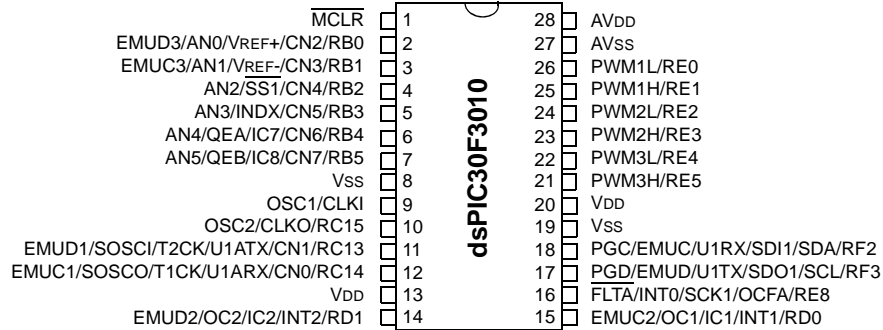 MCLR 1 28 AVDD
EMUD3/AN0/VREF+/CN2/RB0 2 27 AVSS
EMUC3/AN1/VREF-/CN3/RB1 3 26 PWM1L/RE0
AN2/SS1/CN4/RB2 4 25 PWM1H/RE1
AN3/INDX/CN5/RB3 5 24 PWM2L/RE2
AN4/QEA/IC7/CN6/RB4 6 23 PWM2H/RE3
AN5/QEB/IC8/CN7/RB5 7 22 PWM3L/RE4
VSS 8 21 PWM3H/RE5
OSC1/CLKI 9 20 VDD
OSC2/CLKO/RC15 10 19 VSS
EMUD1/SOSCI/T2CK/U1ATX/CN1/RC13 11 18 PGC/EMUC/U1RX/SDI1/SDA/RF2
EMUC1/SOSCO/T1CK/U1ARX/CN0/RC14 12 17 PGD/EMUD/U1TX/SDO1/SCL/RF3
VDD 13 16 FLTA/INT0/SCK1/OCFA/RE8
EMUD2/OC2/IC2/INT2/RD1 14 15 EMUC2/OC1/IC1/INT1/RD0
dsPIC30F3010